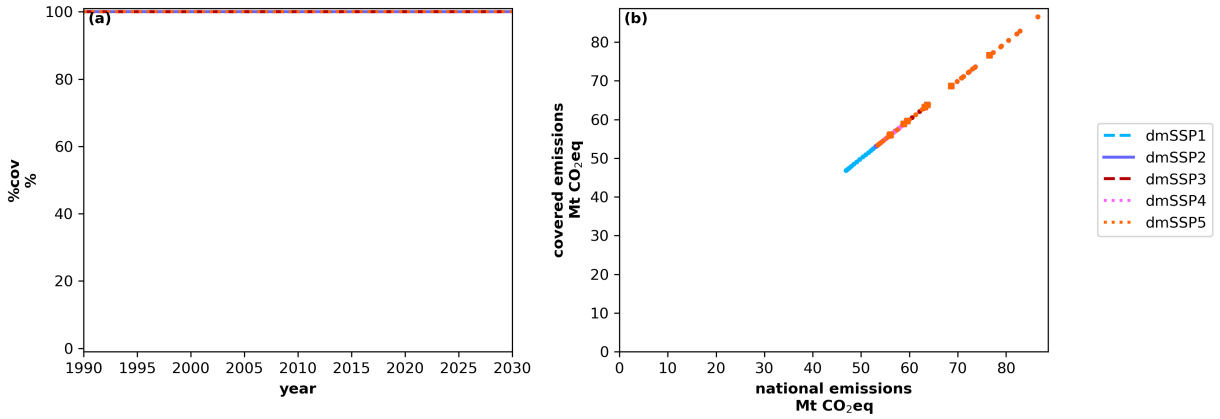 (a)
100
80
60
40
20
0
%cov
%
1990 1995 2000 2005 2010 2015 2020 2025 2030
year
(b)
80
70
60
50
40
30
20
10
0
covered emissions
Mt CO₂eq
0 10 20 30 40 50 60 70 80
national emissions
Mt CO₂eq
dmSSP1
dmSSP2
dmSSP3
dmSSP4
dmSSP5